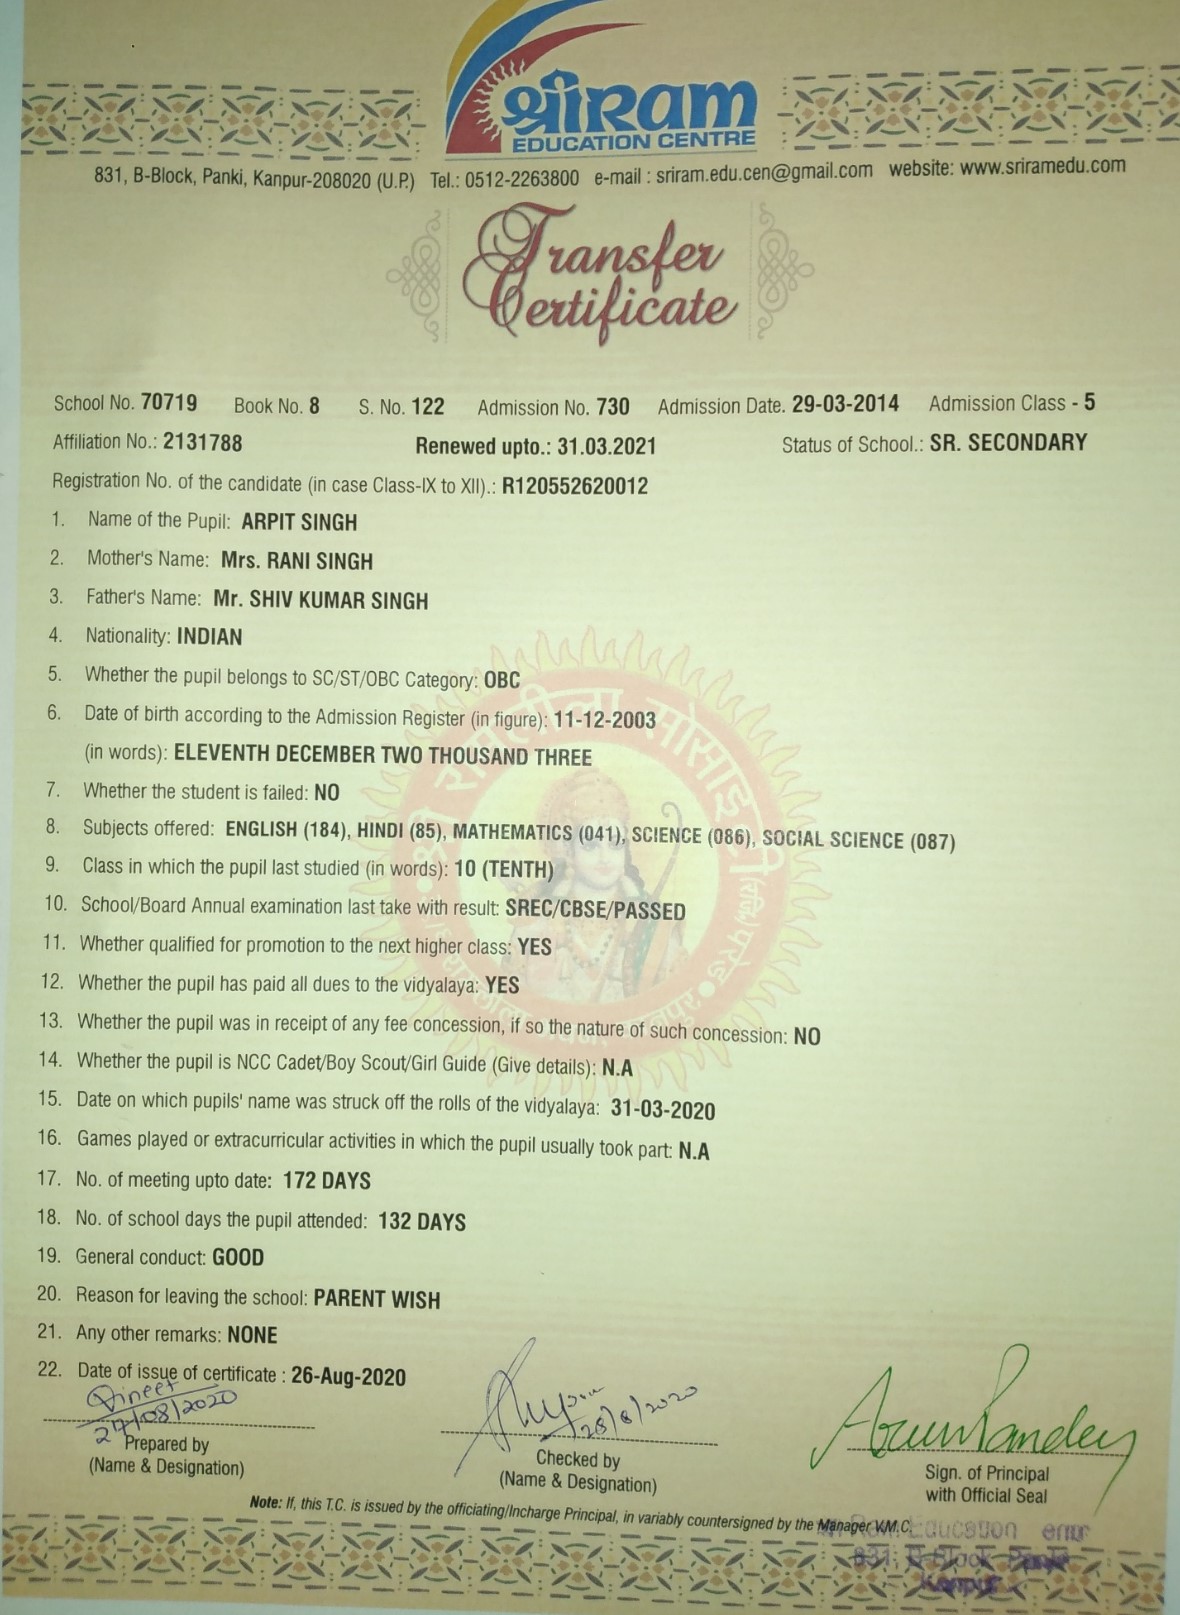 श्रीRAM
EDUCATION CENTRE
831, B-Block, Panki, Kanpur-208020 (U.P.) Tel.: 0512-2263800 e-mail : sriram.edu.cen@gmail.com website: www.sriramedu.com
Transfer
Certificate
School No. 70719 Book No. 8 S. No. 122 Admission No. 730 Admission Date. 29-03-2014 Admission Class - 5
Affiliation No.: 2131788 Renewed upto.: 31.03.2021 Status of School.: SR. SECONDARY
Registration No. of the candidate (in case Class-IX to XII).: R120552620012
1. Name of the Pupil: ARPIT SINGH
2. Mother's Name: Mrs. RANI SINGH
3. Father's Name: Mr. SHIV KUMAR SINGH
4. Nationality: INDIAN
5. Whether the pupil belongs to SC/ST/OBC Category: OBC
6. Date of birth according to the Admission Register (in figure): 11-12-2003
(in words): ELEVENTH DECEMBER TWO THOUSAND THREE
7. Whether the student is failed: NO
8. Subjects offered: ENGLISH (184), HINDI (85), MATHEMATICS (041), SCIENCE (086), SOCIAL SCIENCE (087)
9. Class in which the pupil last studied (in words): 10 (TENTH)
10. School/Board Annual examination last take with result: SREC/CBSE/PASSED
11. Whether qualified for promotion to the next higher class: YES
12. Whether the pupil has paid all dues to the vidyalaya: YES
13. Whether the pupil was in receipt of any fee concession, if so the nature of such concession: NO
14. Whether the pupil is NCC Cadet/Boy Scout/Girl Guide (Give details): N.A
15. Date on which pupils' name was struck off the rolls of the vidyalaya: 31-03-2020
16. Games played or extracurricular activities in which the pupil usually took part: N.A
17. No. of meeting upto date: 172 DAYS
18. No. of school days the pupil attended: 132 DAYS
19. General conduct: GOOD
20. Reason for leaving the school: PARENT WISH
21. Any other remarks: NONE
22. Date of issue of certificate : 26-Aug-2020
Vineet
27/08/2020
28/8/2020
Arun Pandey
Prepared by
(Name & Designation)
Checked by
(Name & Designation)
Sign. of Principal
with Official Seal
Note: If, this T.C. is issued by the officiating/Incharge Principal, in variably countersigned by the Manager V.M.C.
Education
831, B-Block
Kanpur